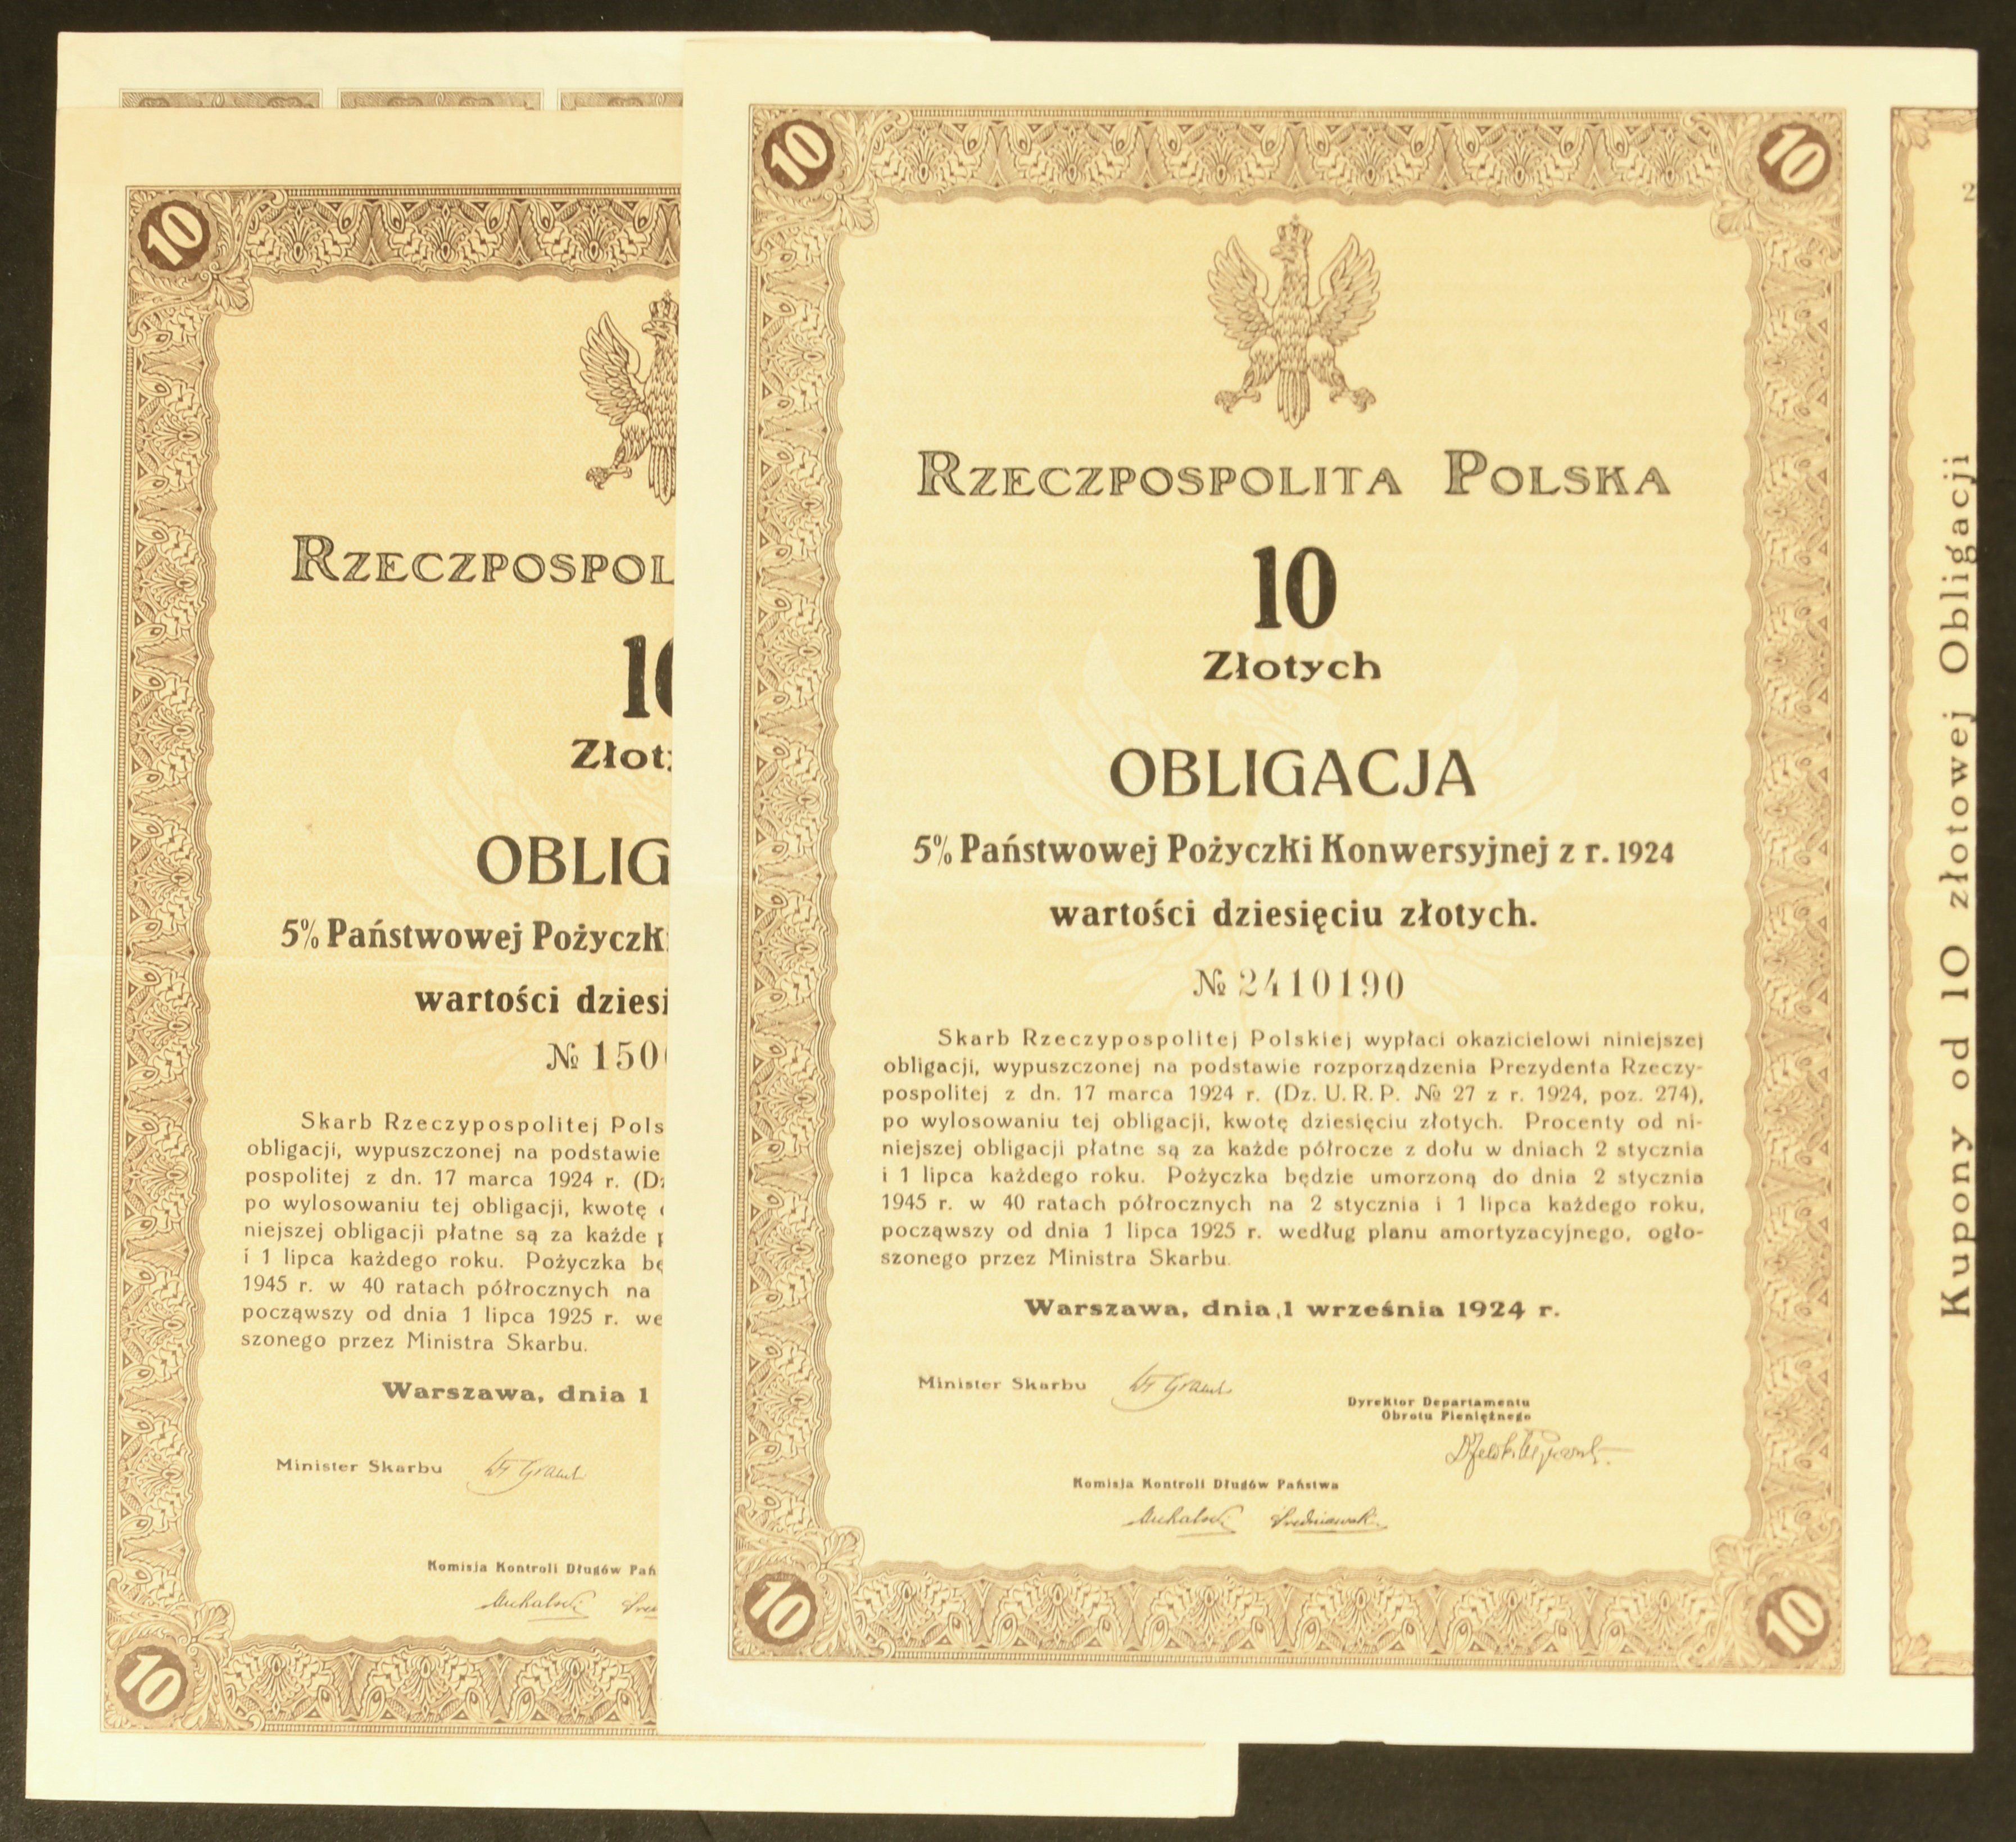 10
RZECZPOSPOL
10
Złot
OBLIG
5% Państwowej Pożyczk
wartości dziesi
№ 150
Skarb Rzeczypospolitej Pols
obligacji, wypuszczonej na podstawie
pospolitej z dn. 17 marca 1924 r. (D
po wylosowaniu tej obligacji, kwotę
niejszej obligacji płatne są za każde
i 1 lipca każdego roku. Pożyczka bę
1945 r. w 40 ratach półrocznych na
począwszy od dnia 1 lipca 1925 r. we
szonego przez Ministra Skarbu.
Warszawa, dnia 1
Minister Skarbu
Komisja Kontroli Długów Pań
10
10
10
RZECZPOSPOLITA POLSKA
10
Złotych
OBLIGACJA
5% Państwowej Pożyczki Konwersyjnej z r. 1924
wartości dziesięciu złotych.
№ 2410190
Skarb Rzeczypospolitej Polskiej wypłaci okazicielowi niniejszej
obligacji, wypuszczonej na podstawie rozporządzenia Prezydenta Rzeczy-
pospolitej z dn. 17 marca 1924 r. (Dz. U. R. P. № 27 z r. 1924, poz. 274),
po wylosowaniu tej obligacji, kwotę dziesięciu złotych. Procenty od ni-
niejszej obligacji płatne są za każde półrocze z dołu w dniach 2 stycznia
i 1 lipca każdego roku. Pożyczka będzie umorzoną do dnia 2 stycznia
1945 r. w 40 ratach półrocznych na 2 stycznia i 1 lipca każdego roku,
począwszy od dnia 1 lipca 1925 r. według planu amortyzacyjnego, ogło-
szonego przez Ministra Skarbu.
Warszawa, dnia 1 września 1924 r.
Minister Skarbu
Dyrektor Departamentu
Obrotu Pieniężnego
Komisja Kontroli Długów Państwa
10
10
2
Kupony od 10 złotowej Obligacji